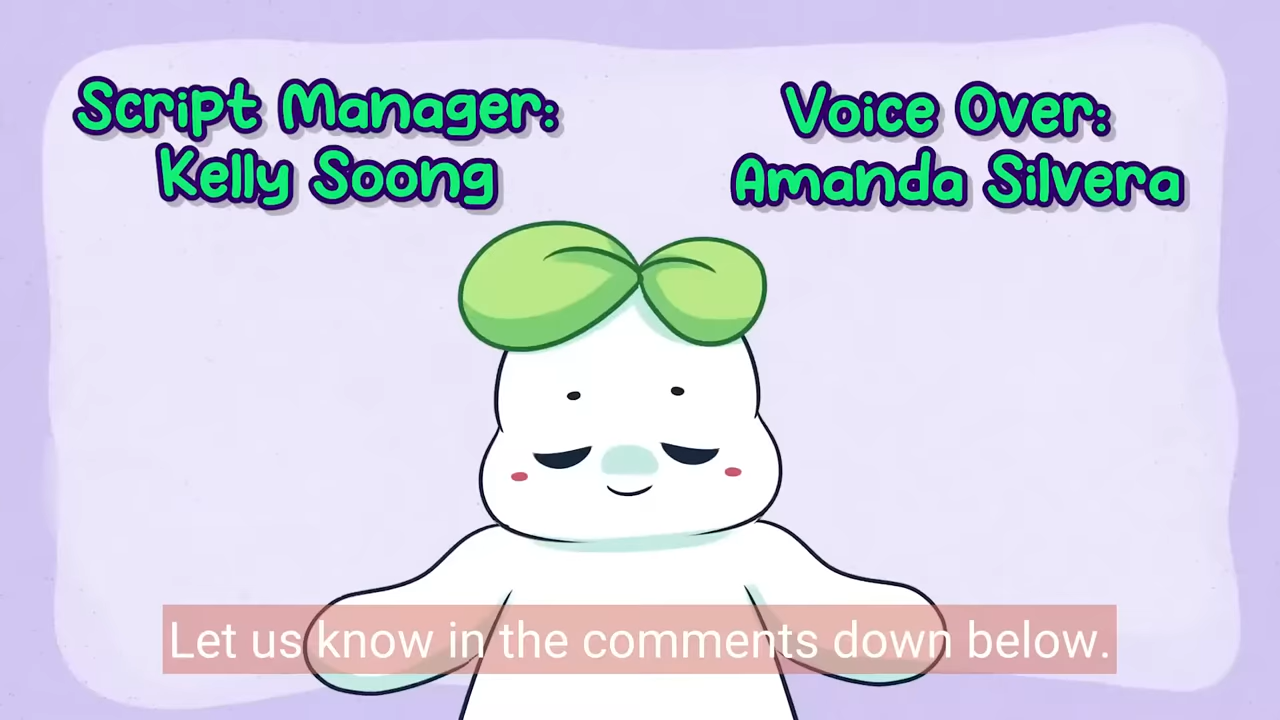 Script Manager:
Kelly Soong
Voice Over:
Amanda Silvera
Let us know in the comments down below.